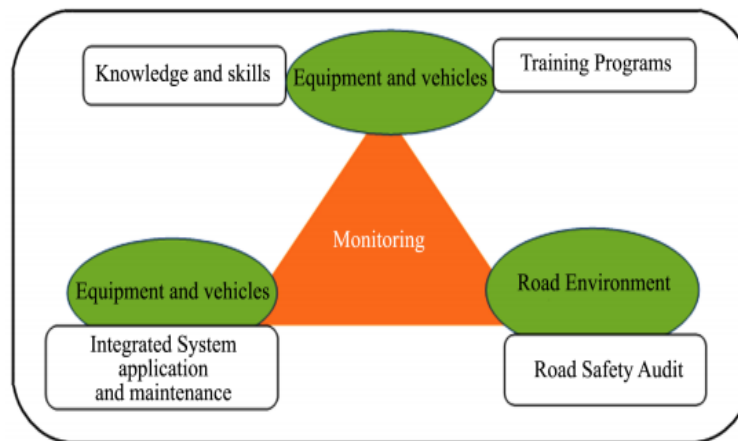 Knowledge and skills
Equipment and vehicles
Training Programs
Monitoring
Equipment and vehicles
Integrated System
application
and maintenance
Road Environment
Road Safety Audit